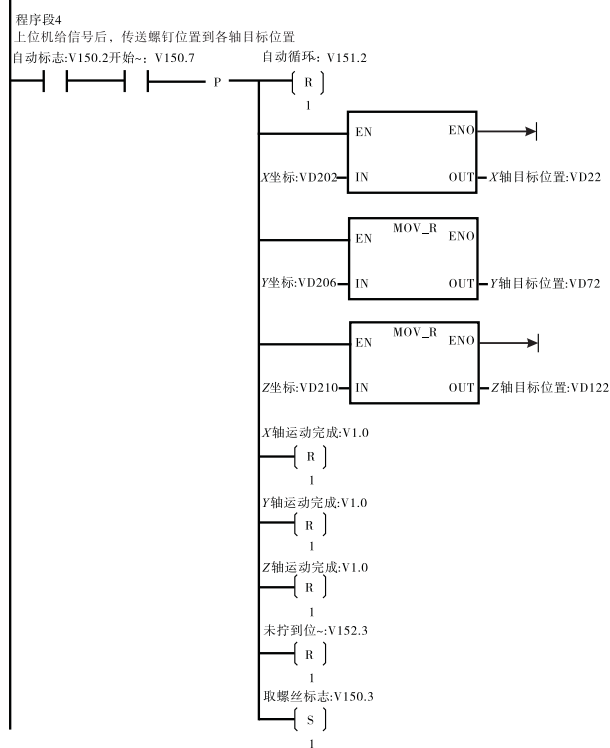 程序段4
上位机给信号后，传送螺钉位置到各轴目标位置
自动标志:V150.2开始~：V150.7
自动循环~：V151.2
P
R
1
EN
ENO
X坐标:VD202
IN
OUT
X轴目标位置:VD22
MOV_R
EN
ENO
Y坐标:VD206
IN
OUT
Y轴目标位置:VD72
MOV_R
EN
ENO
Z坐标:VD210
IN
OUT
Z轴目标位置:VD122
X轴运动完成:V1.0
R
1
Y轴运动完成:V1.0
R
1
Z轴运动完成:V1.0
R
1
未拧到位~:V152.3
R
1
取螺丝标志:V150.3
S
1